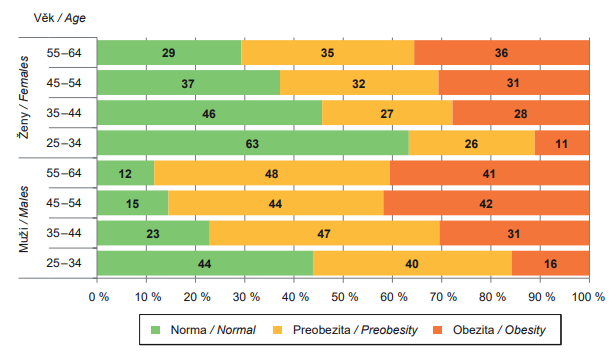 Věk / Age
Ženy / Females
55–64 29 35 36
45–54 37 32 31
35–44 46 27 28
25–34 63 26 11
Muži / Males
55–64 12 48 41
45–54 15 44 42
35–44 23 47 31
25–34 44 40 16
0 % 10 % 20 % 30 % 40 % 50 % 60 % 70 % 80 % 90 % 100 %
Norma / Normal Preobezita / Preobesity Obezita / Obesity